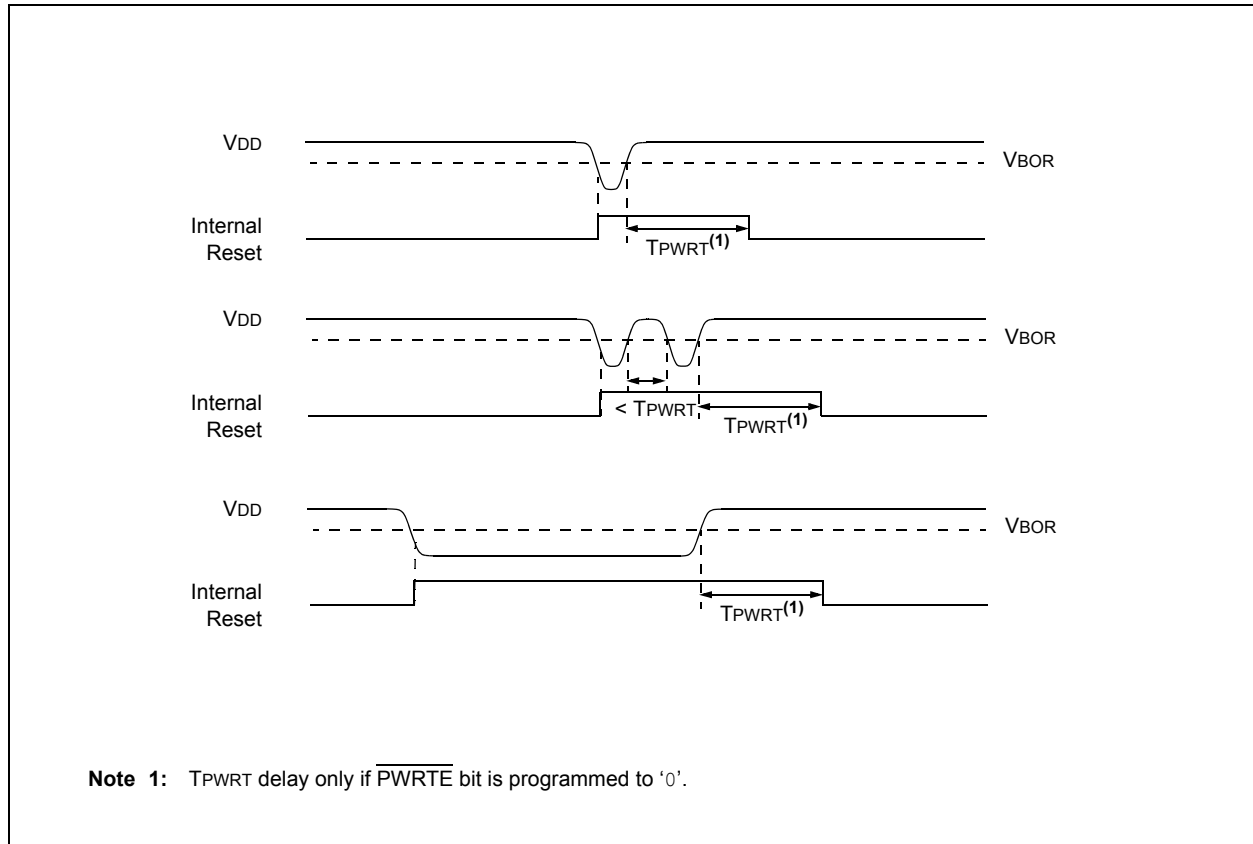 VDD
VBOR
Internal
Reset
TPWRT(1)
VDD
VBOR
Internal
Reset
< TPWRT
TPWRT(1)
VDD
VBOR
Internal
Reset
TPWRT(1)
Note 1: TPWRT delay only if PWRTE bit is programmed to ‘0’.